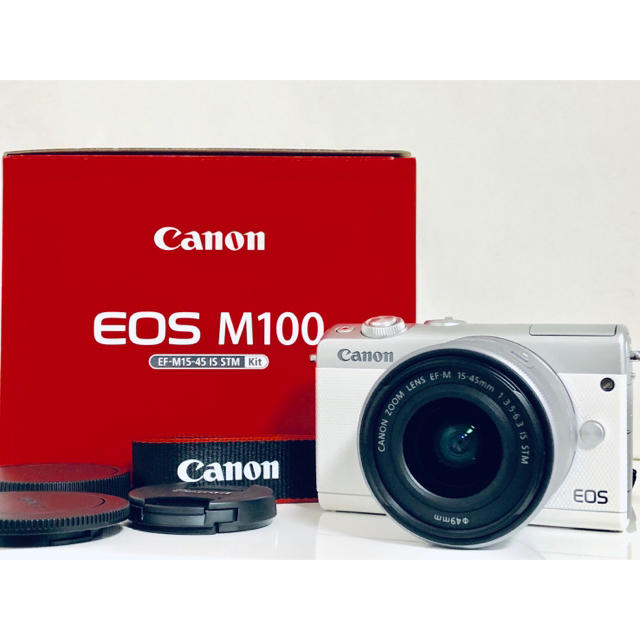 Canon
EOS M100
EF-M15-45 IS STM Kit
Canon
Canon
CANON ZOOM LENS EF-M 15-45mm 1:3.5-6.3 IS STM
Φ49mm
EOS